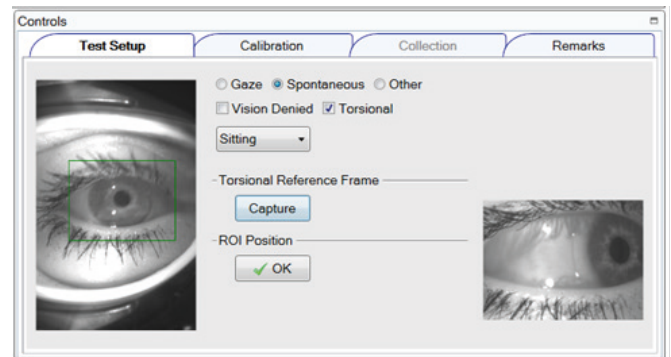 Controls
Test Setup Calibration Collection Remarks
Gaze Spontaneous Other
Vision Denied Torsional
Sitting
Torsional Reference Frame
Capture
ROI Position
OK